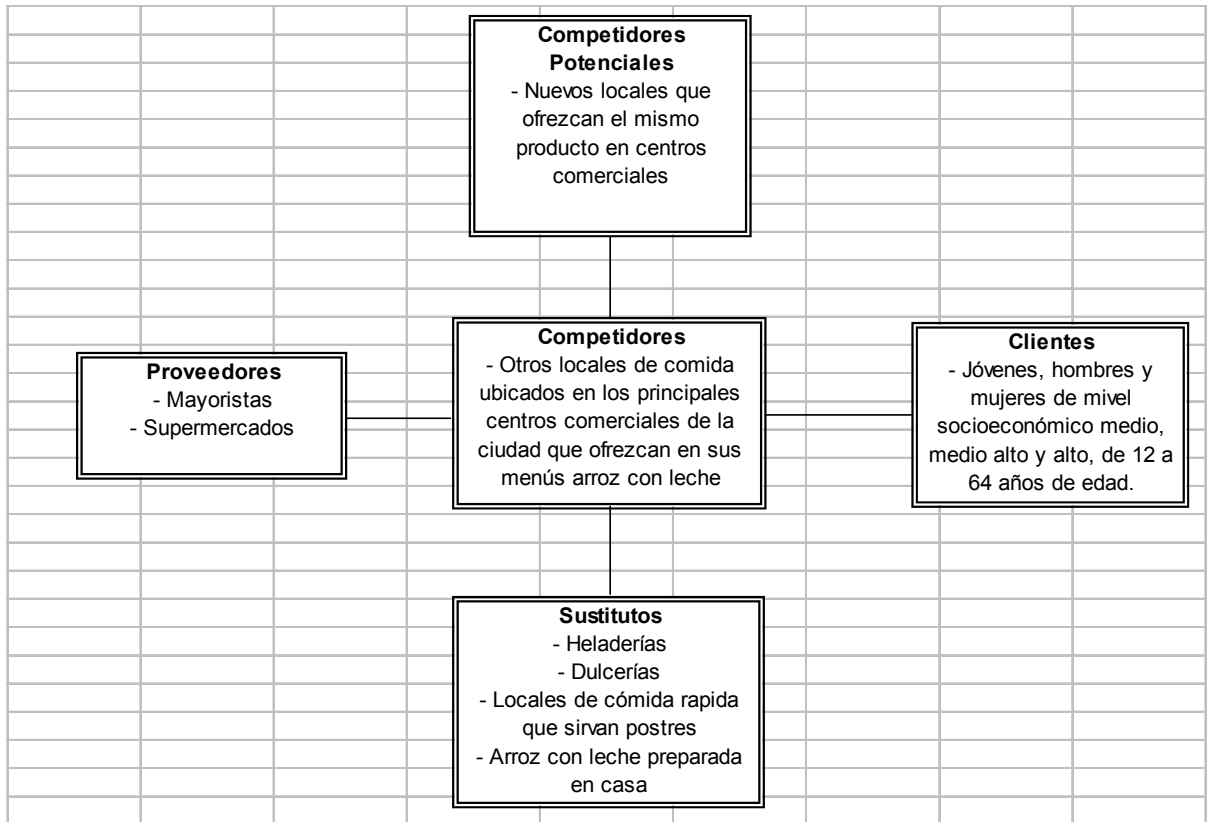 Competidores
Potenciales
- Nuevos locales que
ofrezcan el mismo
producto en centros
comerciales
Proveedores
- Mayoristas
- Supermercados
Competidores
- Otros locales de comida
ubicados en los principales
centros comerciales de la
ciudad que ofrezcan en sus
menús arroz con leche
Clientes
- Jóvenes, hombres y
mujeres de mivel
socioeconómico medio,
medio alto y alto, de 12 a
64 años de edad.
Sustitutos
- Heladerías
- Dulcerías
- Locales de cómida rapida
que sirvan postres
- Arroz con leche preparada
en casa